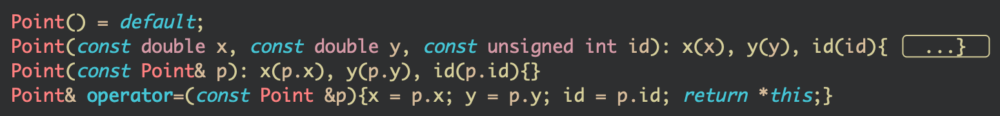 Point() = default;
Point(const double x, const double y, const unsigned int id): x(x), y(y), id(id){ ...}
Point(const Point& p): x(p.x), y(p.y), id(p.id){}
Point& operator=(const Point &p){x = p.x; y = p.y; id = p.id; return *this;}